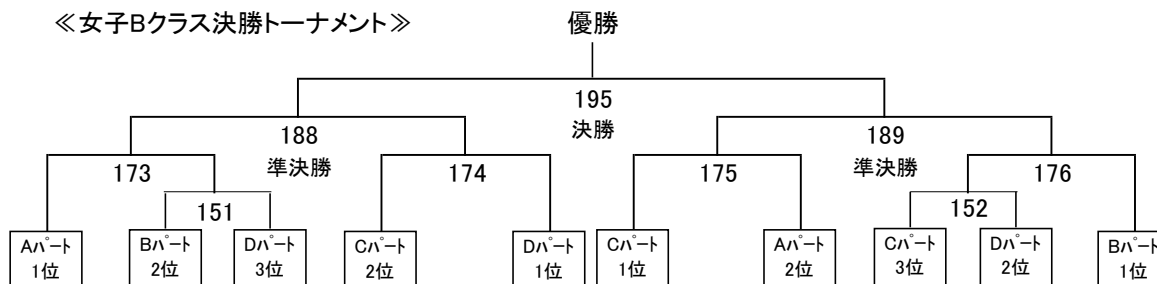 ≪女子Bクラス決勝トーナメント≫ 優勝
195
決勝
188 189
準決勝 準決勝
173 174 175 176
151 152
Aパート Bパート Dパート Cパート Dパート Cパート Aパート Cパート Dパート Bパート
1位 2位 3位 2位 1位 1位 2位 3位 2位 1位